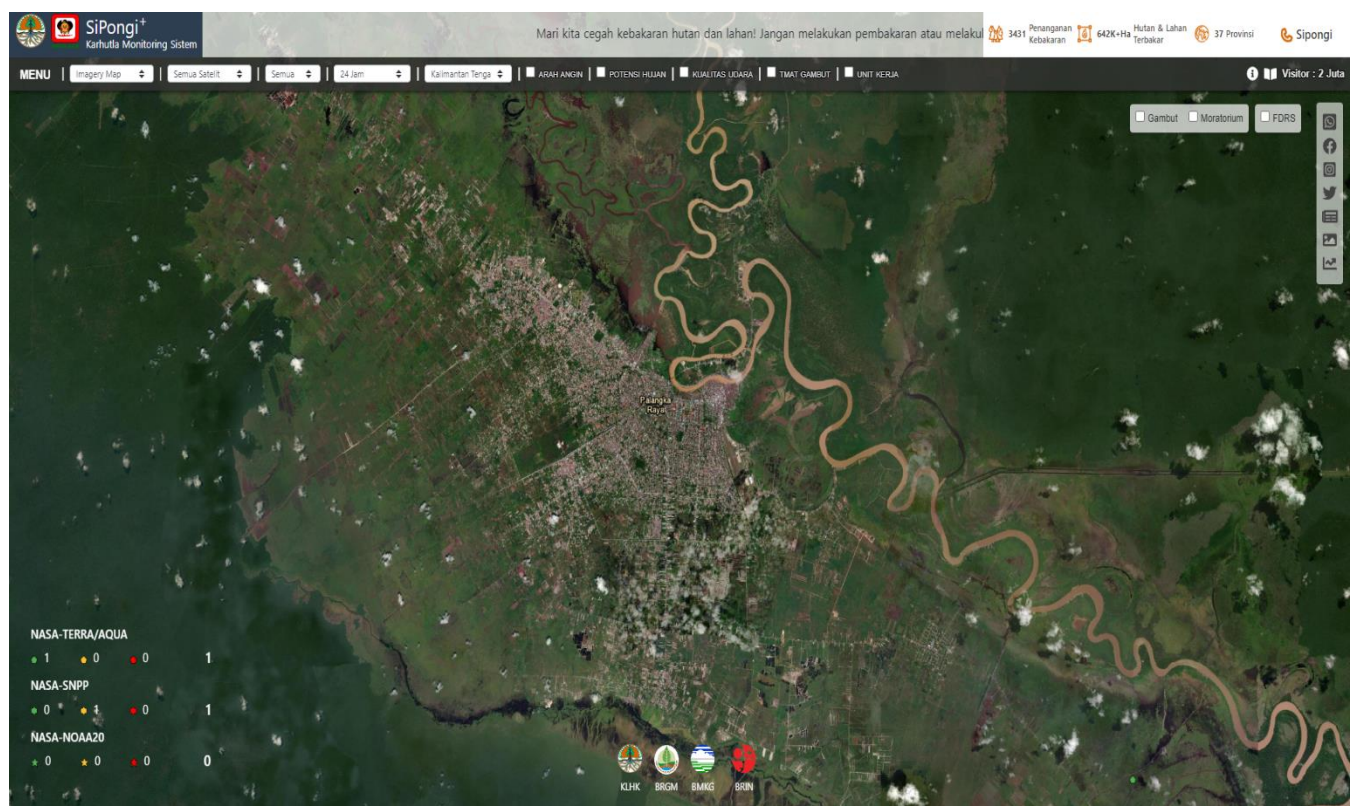 SiPongi+
Karhutla Monitoring Sistem
Mari kita cegah kebakaran hutan dan lahan! Jangan melakukan pembakaran atau melakul
3431 Penanganan Kebakaran
642K+Ha Hutan & Lahan Terbakar
37 Provinsi
Sipongi
MENU | Imagery Map | Semua Satelit | Semua | 24 Jam | Kalimantan Tenga | ARAH ANGIN | POTENSI HUJAN | KUALITAS UDARA | TMAT GAMBUT | UNIT KERJA
Visitor : 2 Juta
Gambut Moratorium FDRS
Palangka
Raya
NASA-TERRA/AQUA
1 0 0 1
NASA-SNPP
0 1 0 1
NASA-NOAA20
0 0 0 0
KLHK BRGM BMKG BRIN